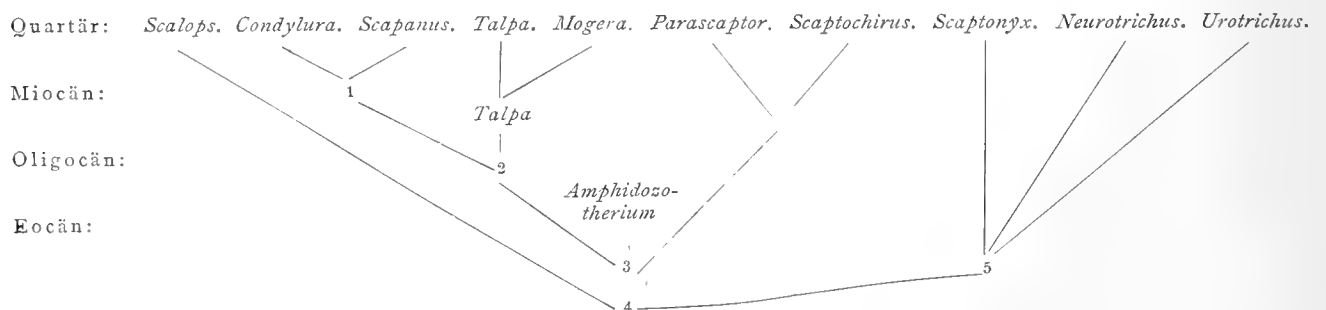 Quartär: Scalops. Condylura. Scapanus. Talpa. Mogera. Parascaptor. Scaptochirus. Scaptonyx. Neurotrichus. Urotrichus.
1
Miocän:
Talpa
Oligocän:
2
Amphidozo-
therium
Eocän:
3
5
4